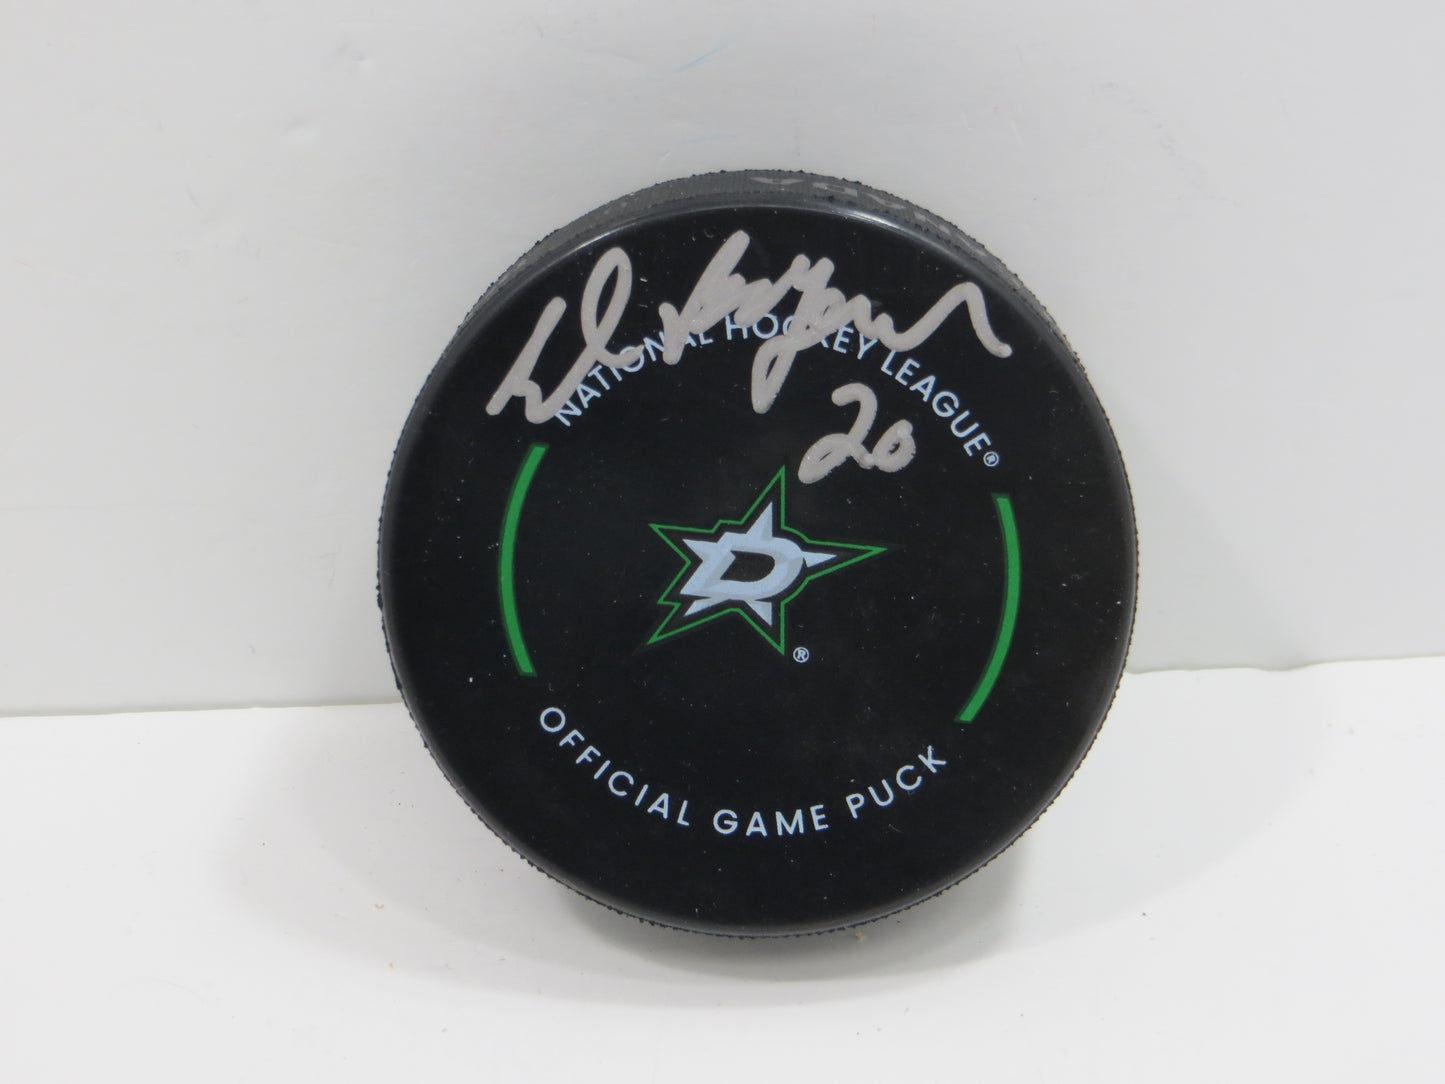 20
NATIONAL HOCKEY LEAGUE®
D
®
OFFICIAL GAME PUCK